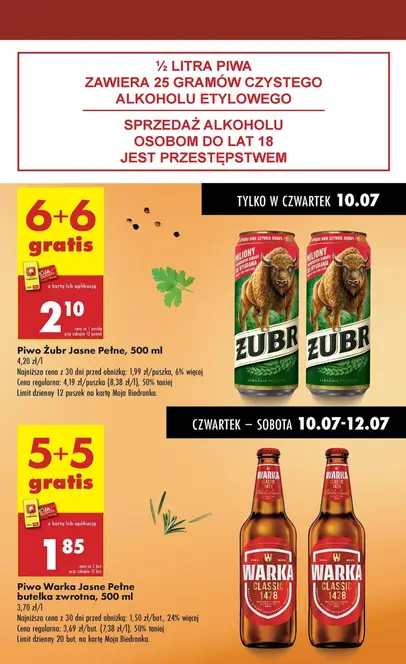 ½ LITRA PIWA
ZAWIERA 25 GRAMÓW CZYSTEGO
ALKOHOLU ETYLOWEGO
SPRZEDAŻ ALKOHOLU
OSOBOM DO LAT 18
JEST PRZESTĘPSTWEM
TYLKO W CZWARTEK 10.07
6+6
gratis
z kartą lub aplikacją
2 10
Piwo Żubr Jasne Pełne, 500 ml
4,20 zł/l
Najniższa cena z 30 dni przed obniżką: 1,99 zł/puszka, 6% więcej
Cena regularna: 4,19 zł/puszka (8,38 zł/l), 50% taniej
Limit dzienny 12 puszek na kartę Moja Biedronka.
ŻUBR
ŻUBR
CZWARTEK – SOBOTA 10.07-12.07
5+5
gratis
z kartą lub aplikacją
1 85
Piwo Warka Jasne Pełne
butelka zwrotna, 500 ml
3,70 zł/l
Najniższa cena z 30 dni przed obniżką: 1,50 zł/but., 24% więcej
Cena regularna: 3,69 zł/but. (7,38 zł/l), 50% taniej
Limit dzienny 20 but. na kartę Moja Biedronka.
WARKA
CLASSIC
1478
WARKA
CLASSIC
1478